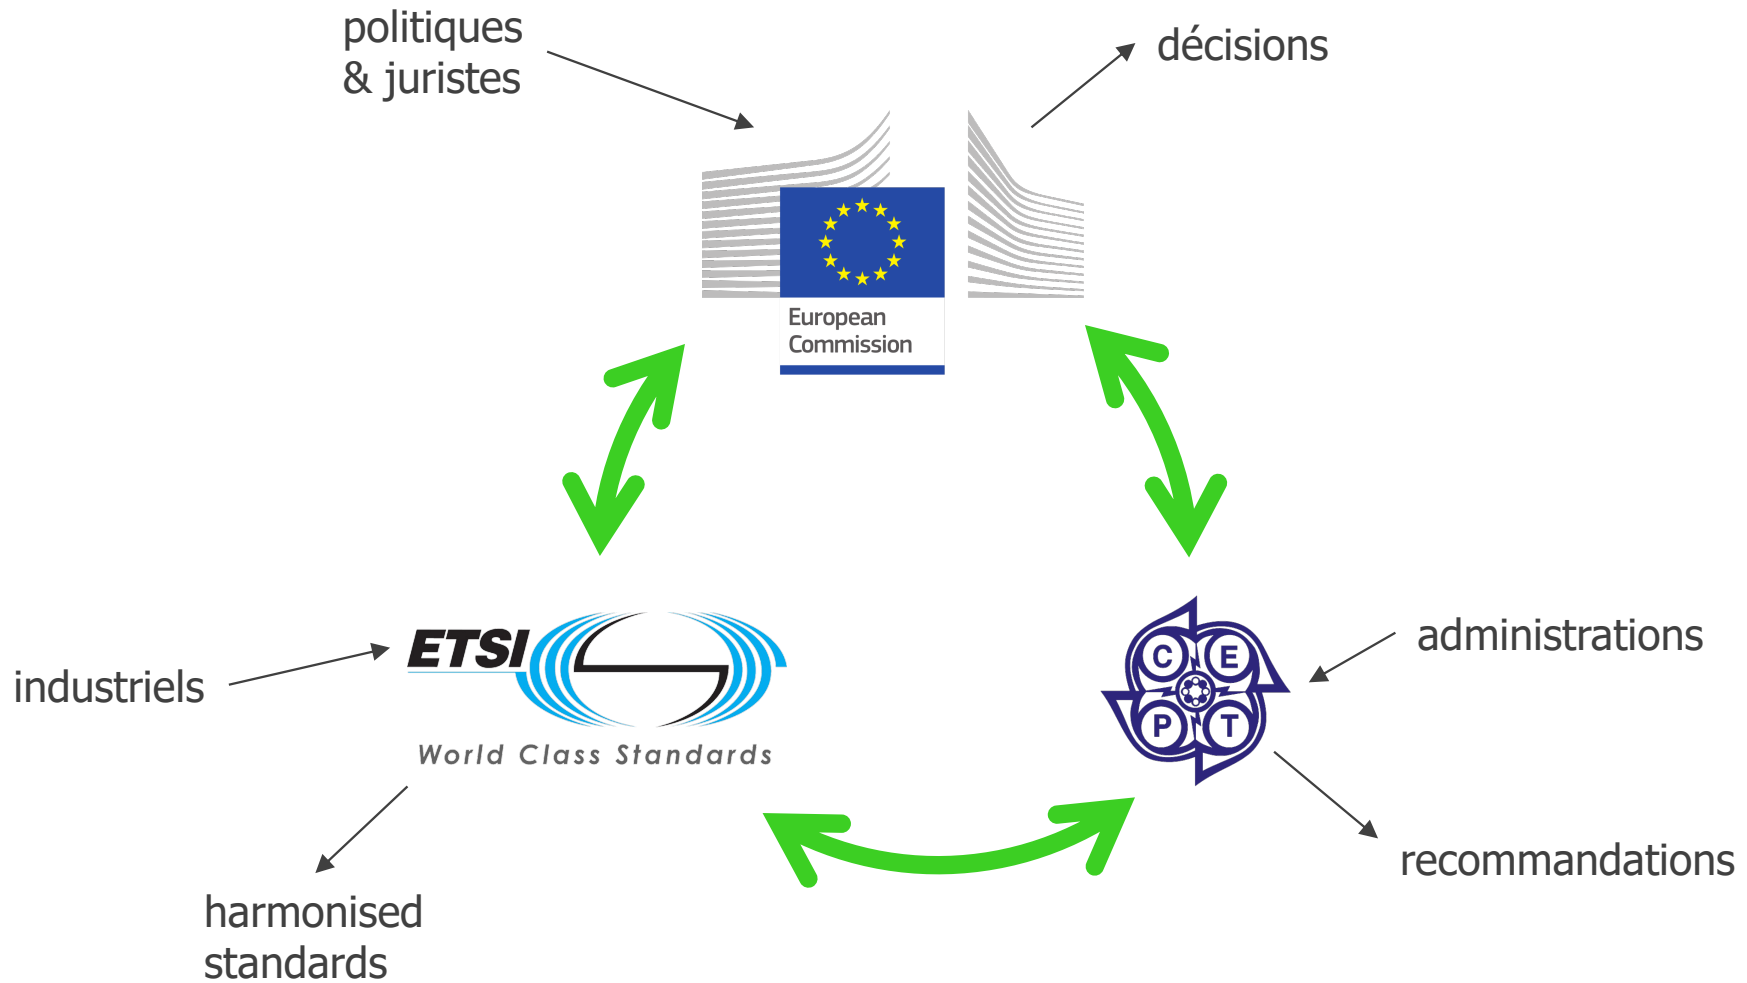 politiques
& juristes
décisions
European
Commission
industriels
ETSI
World Class Standards
C E
P T
administrations
recommandations
harmonised
standards